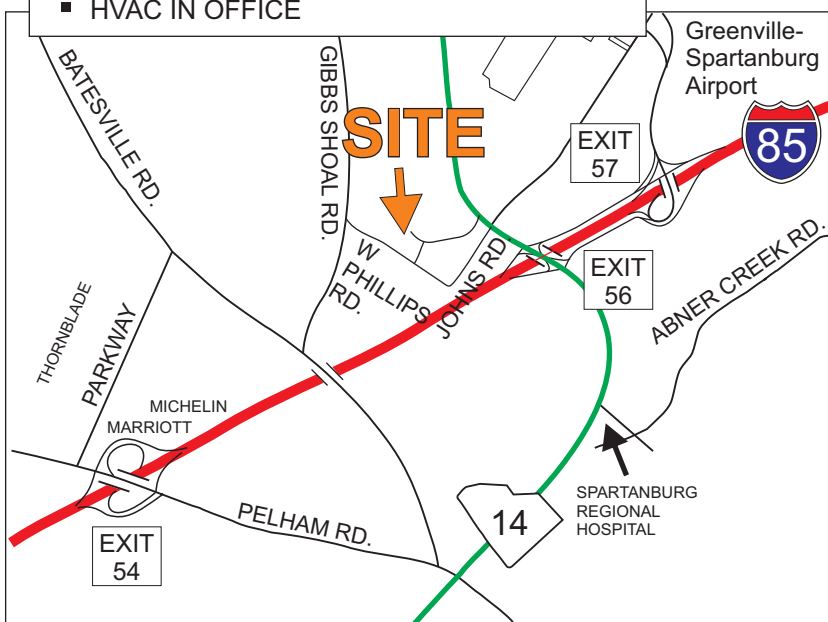 ▪ HVAC IN OFFICE
Greenville-
Spartanburg
Airport
BATESVILLE RD.
GIBBS SHOAL RD.
SITE
EXIT
57
85
W
PHILLIPS
RD.
JOHNS RD.
EXIT
56
ABNER CREEK RD.
THORNBLADE
PARKWAY
MICHELIN
MARRIOTT
SPARTANBURG
REGIONAL
HOSPITAL
14
PELHAM RD.
EXIT
54